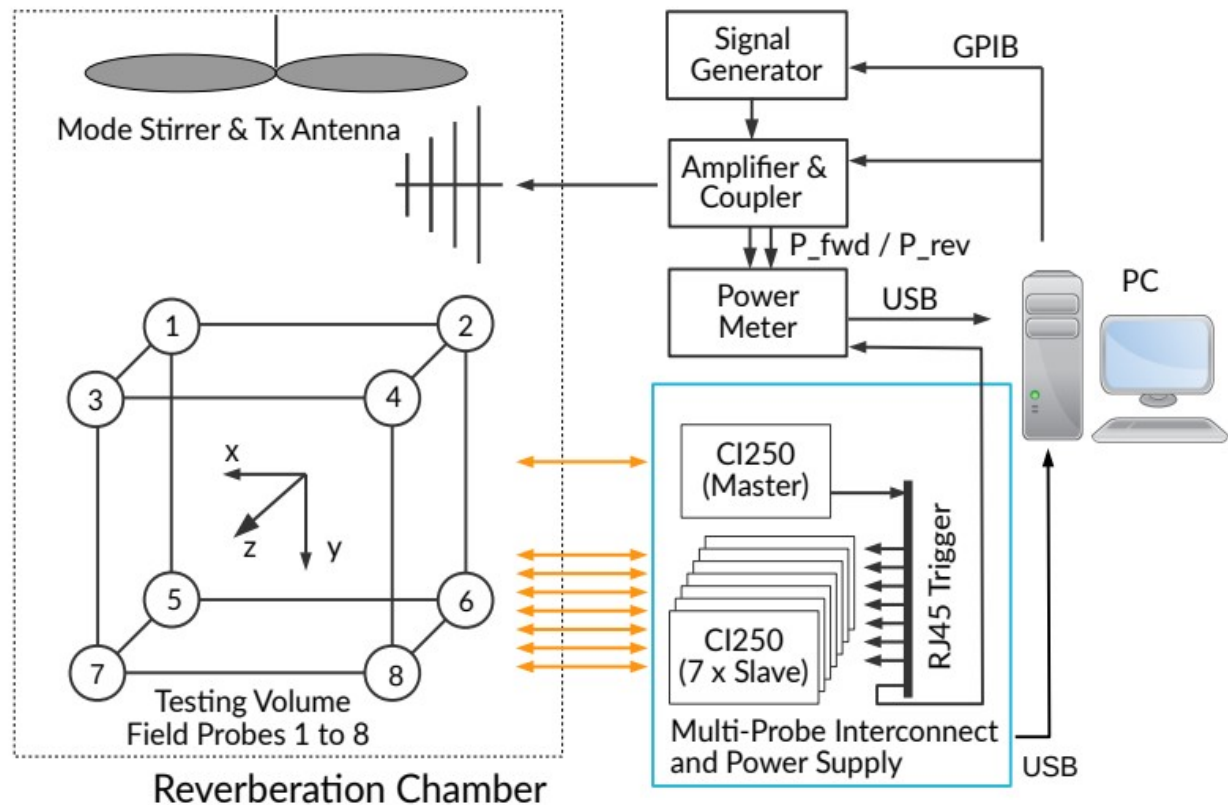 Signal
Generator
GPIB
Mode Stirrer & Tx Antenna
Amplifier &
Coupler
P_fwd / P_rev
Power
Meter
USB
PC
1
2
3
4
x
z
y
5
6
7
8
Testing Volume
Field Probes 1 to 8
Reverberation Chamber
CI250
(Master)
RJ45 Trigger
CI250
(7 x Slave)
Multi-Probe Interconnect
and Power Supply
USB